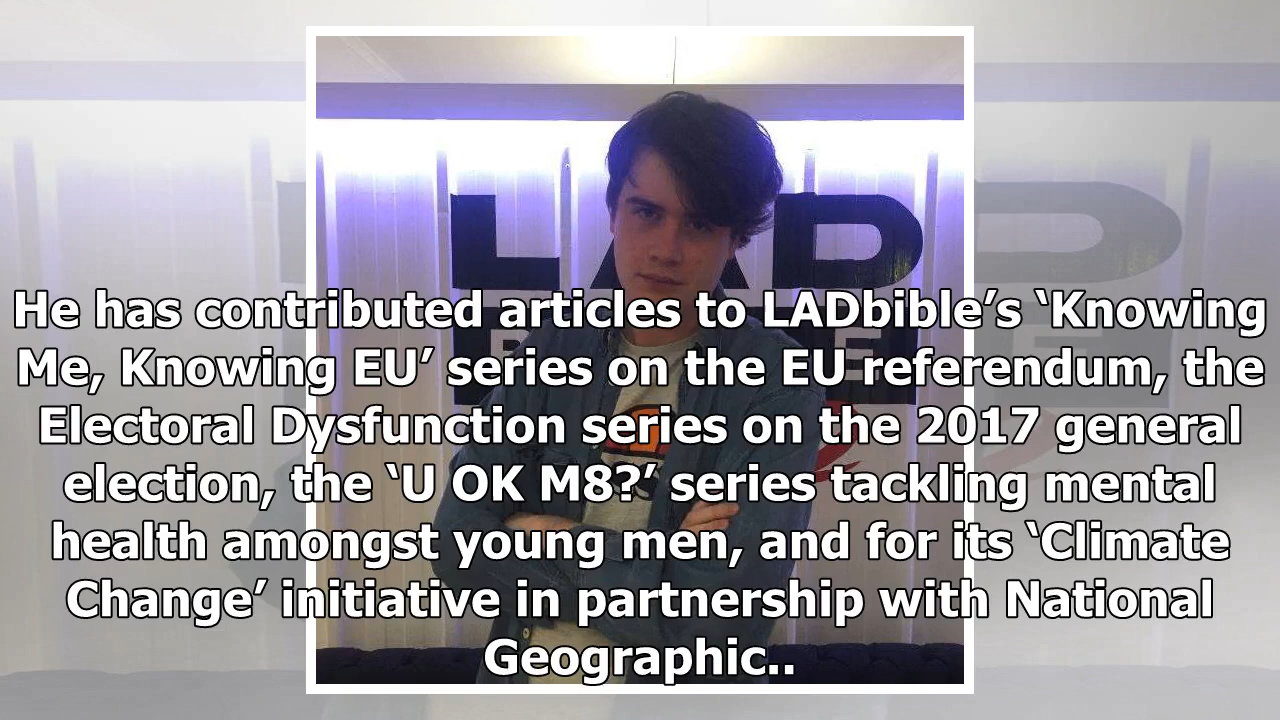 LAD
He has contributed articles to LADbible’s ‘Knowing
Me, Knowing EU’ series on the EU referendum, the
Electoral Dysfunction series on the 2017 general
election, the ‘U OK M8?’ series tackling mental
health amongst young men, and for its ‘Climate
Change’ initiative in partnership with National
Geographic..